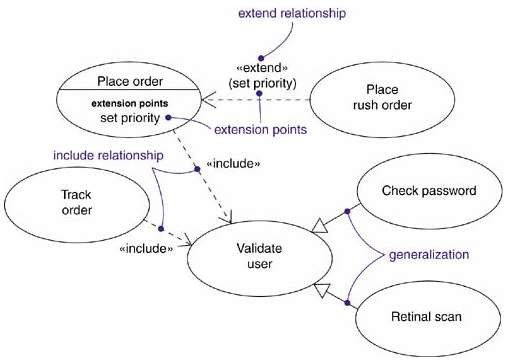 extend relationship
«extend»
(set priority)
Place order
extension points
set priority
Place
rush order
extension points
include relationship
«include»
Track
order
Check password
«include»
Validate
user
generalization
Retinal scan